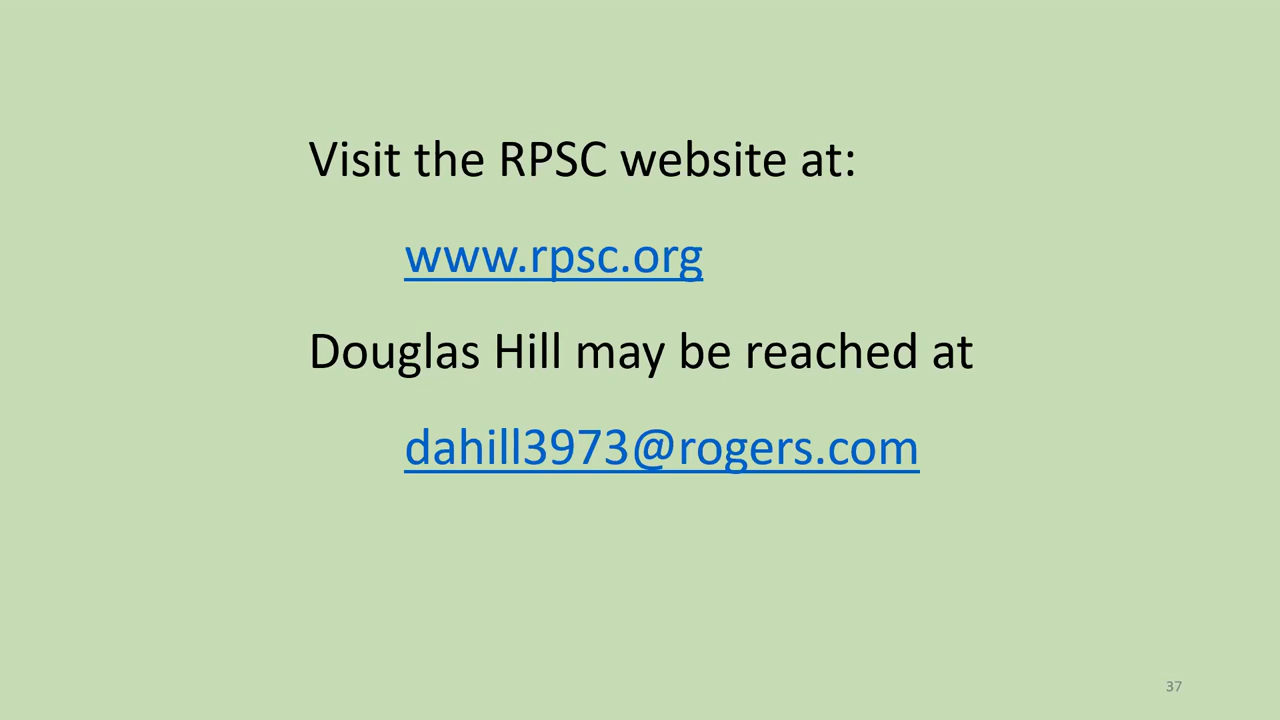 Visit the RPSC website at:
www.rpsc.org
Douglas Hill may be reached at
dahill3973@rogers.com
37